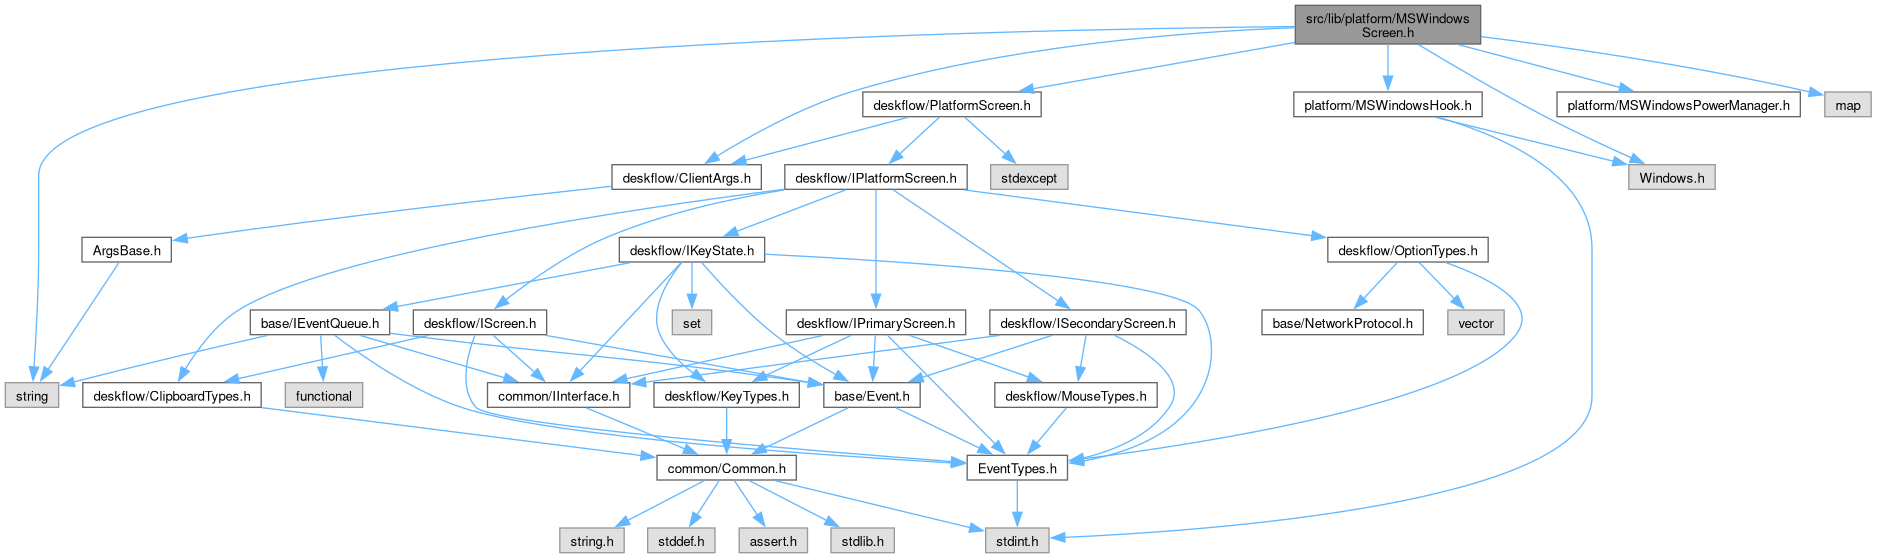 src/lib/platform/MSWindows
Screen.h
deskflow/PlatformScreen.h
platform/MSWindowsHook.h
platform/MSWindowsPowerManager.h
map
deskflow/ClientArgs.h
deskflow/IPlatformScreen.h
stdexcept
Windows.h
ArgsBase.h
deskflow/IKeyState.h
deskflow/OptionTypes.h
base/IEventQueue.h
deskflow/IScreen.h
set
deskflow/IPrimaryScreen.h
deskflow/ISecondaryScreen.h
base/NetworkProtocol.h
vector
string
deskflow/ClipboardTypes.h
functional
common/IInterface.h
deskflow/KeyTypes.h
base/Event.h
deskflow/MouseTypes.h
common/Common.h
EventTypes.h
string.h
stddef.h
assert.h
stdlib.h
stdint.h